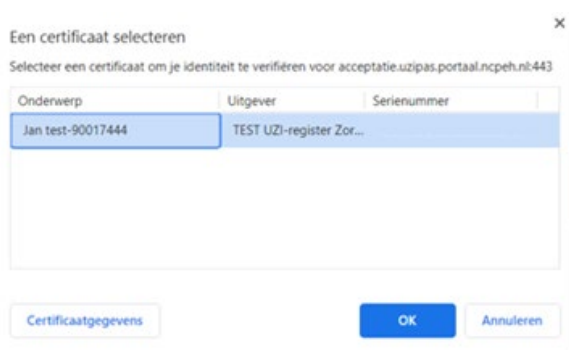 Een certificaat selecteren
Selecteer een certificaat om je identiteit te verifiëren voor acceptatie.uzipas.portaal.ncpeh.nl:443
Onderwerp Uitgever Serienummer
Jan test-90017444 TEST UZI-register Zor...
Certificaatgegevens OK Annuleren